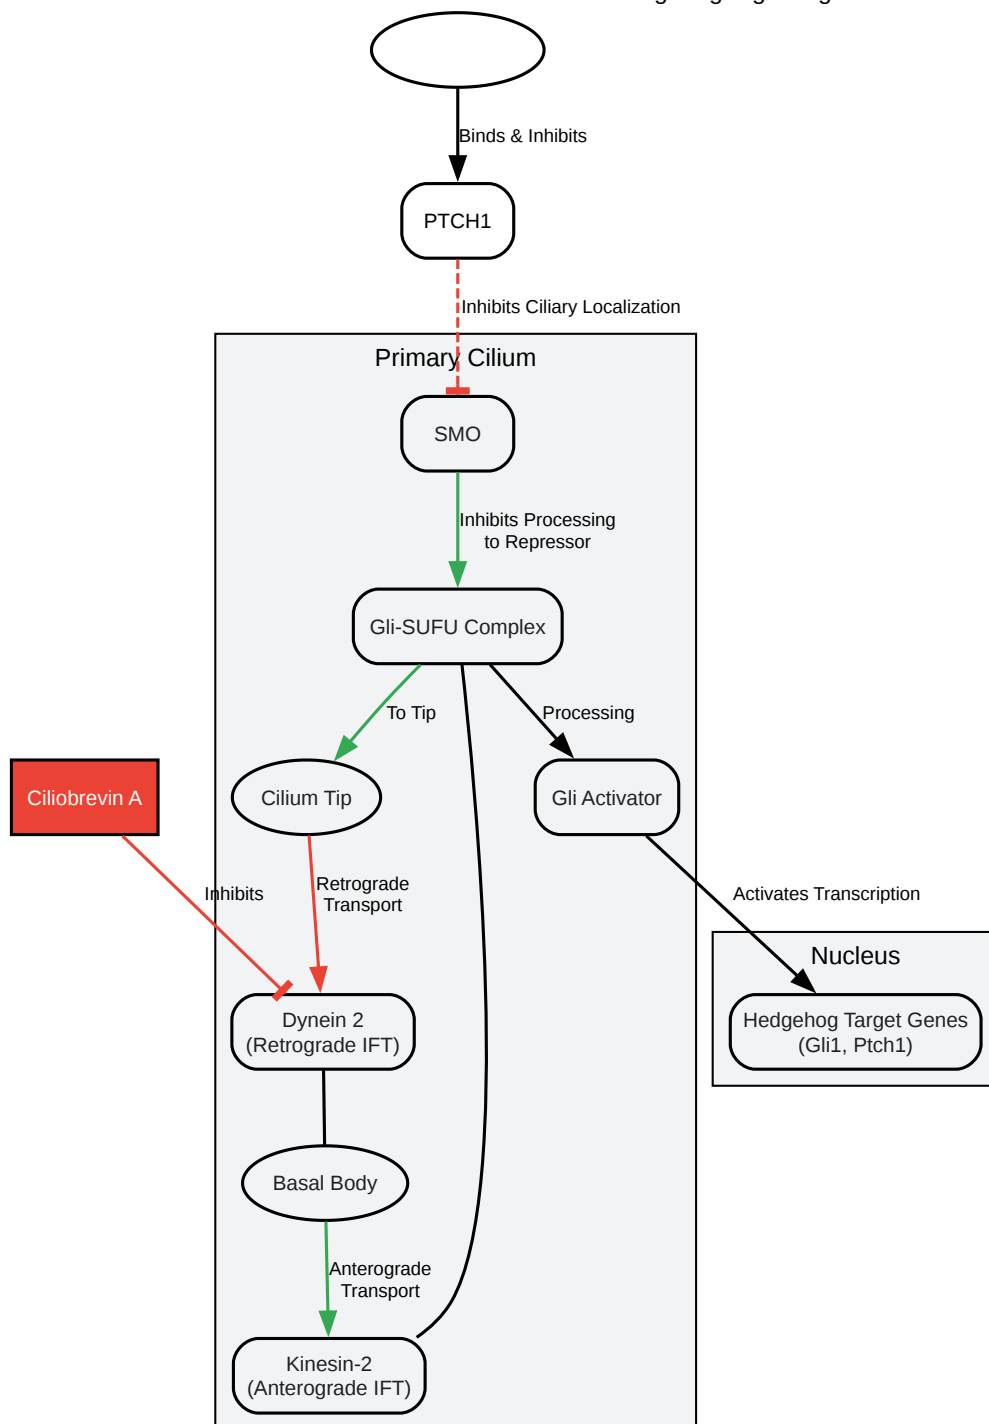 Binds & Inhibits
PTCH1
Inhibits Ciliary Localization
Primary Cilium
SMO
Inhibits Processing
to Repressor
Gli-SUFU Complex
To Tip
Processing
Ciliobrevin A
Cilium Tip
Gli Activator
Inhibits
Retrograde
Transport
Activates Transcription
Nucleus
Dynein 2
(Retrograde IFT)
Hedgehog Target Genes
(Gli1, Ptch1)
Basal Body
Anterograde
Transport
Kinesin-2
(Anterograde IFT)